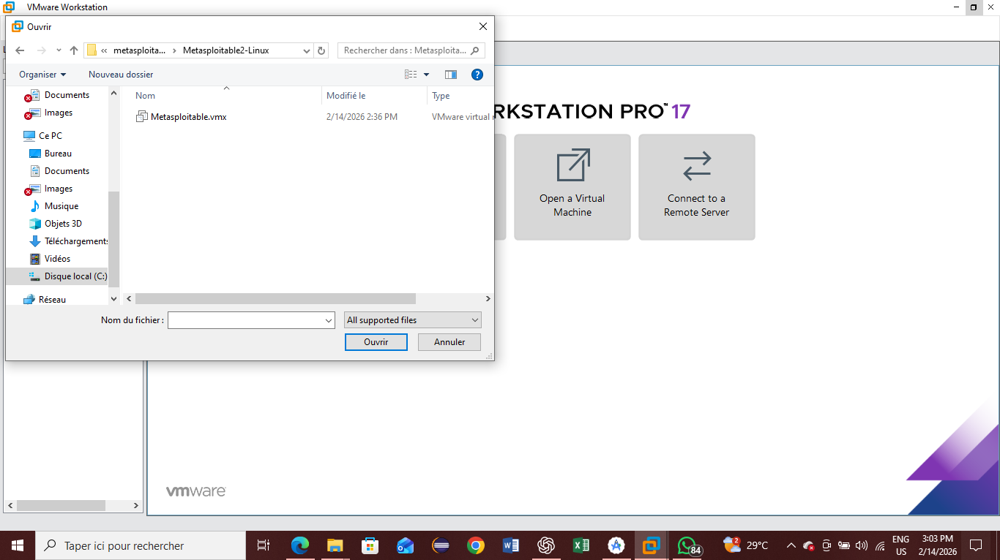 VMware Workstation
Ouvrir
« metasploita... › Metasploitable2-Linux
Rechercher dans : Metasploita...
Organiser
Nouveau dossier
Documents
Images
Ce PC
Bureau
Documents
Images
Musique
Objets 3D
Téléchargements
Vidéos
Disque local (C:)
Réseau
Nom
Modifié le
Type
Metasploitable.vmx
2/14/2026 2:36 PM
VMware virtual
Nom du fichier :
All supported files
Ouvrir
Annuler
RKSTATION PRO™ 17
Open a Virtual
Machine
Connect to a
Remote Server
vmware
Taper ici pour rechercher
84
2
29°C
ENG
US
3:03 PM
2/14/2026